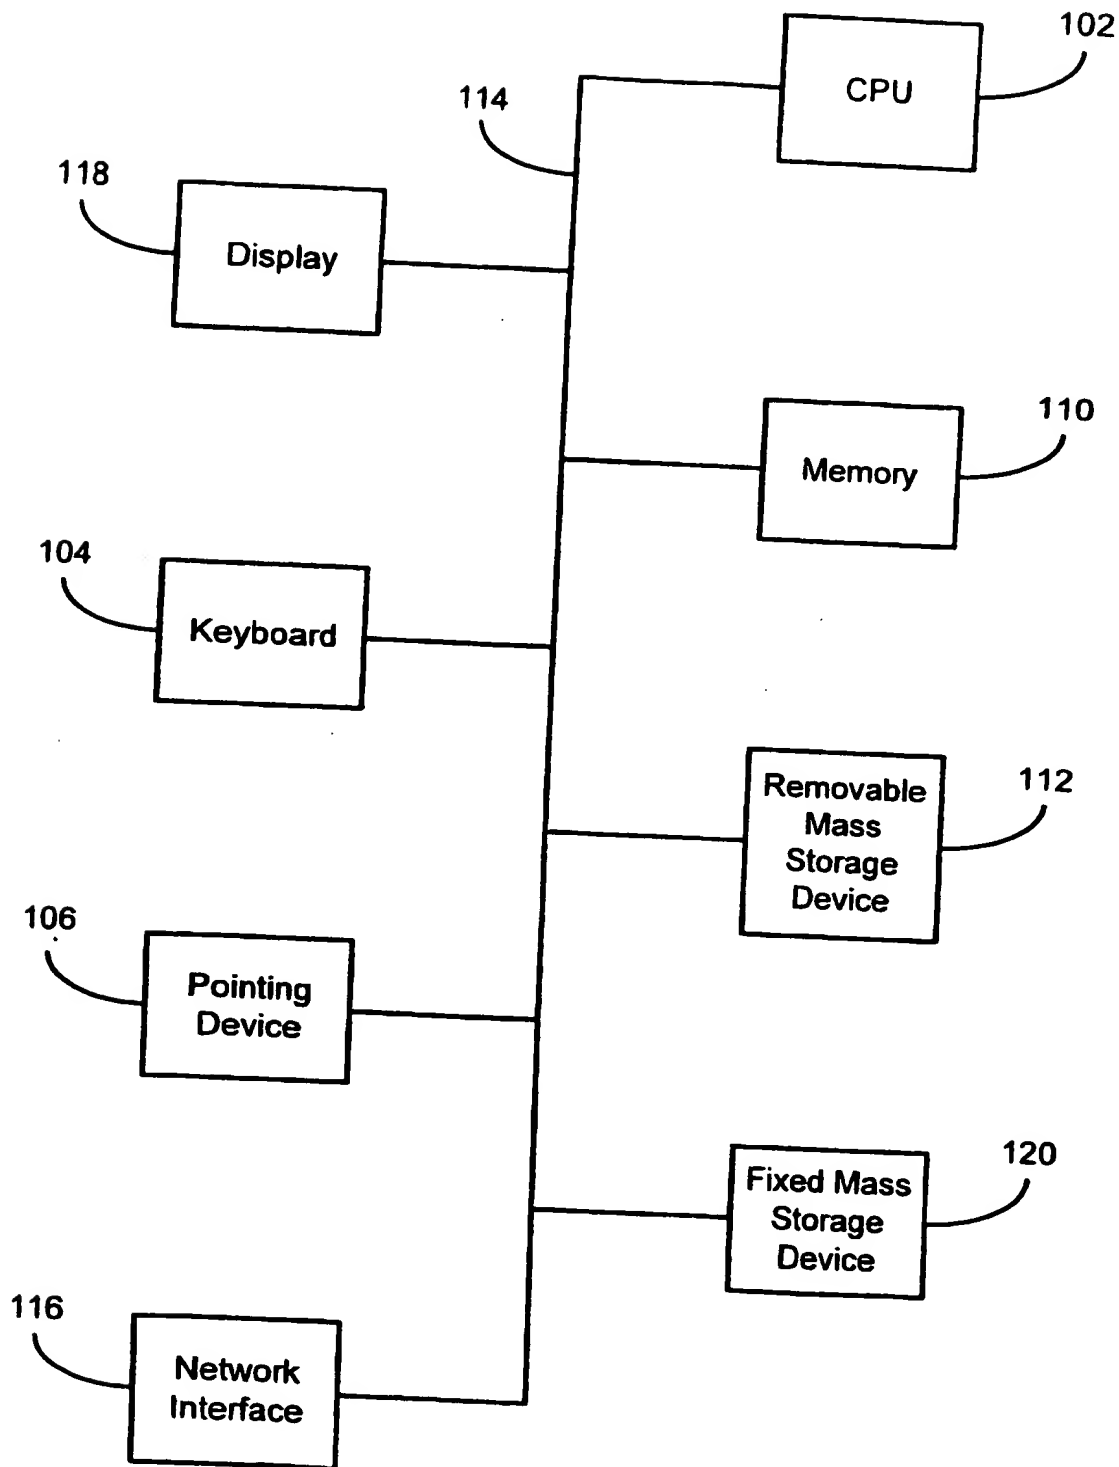 102
CPU
114
118
Display
110
Memory
104
Keyboard
112
Removable
Mass
Storage
Device
106
Pointing
Device
120
Fixed Mass
Storage
Device
116
Network
Interface